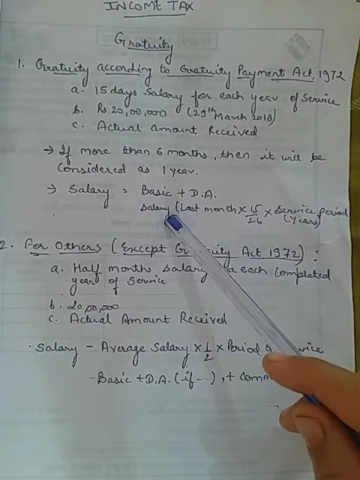 INCOME TAX
Gratuity
1. Gratuity according to Gratuity Payment Act, 1972
a. 15 days Salary for each year of Service
b. Rs 20,00,000 (29th March 2018)
c. Actual amount Received
→ If more than 6 months, then it will be
considered as 1 year.
→ Salary = Basic + D.A.
Salary (Last month × 15/26 × Service period
(Years)
2. For Others (Except Gratuity Act 1972) :
a. Half months salary for each completed
year of Service
b. 20,00,000
c. Actual Amount Received
Salary - Average Salary × 1/2 × Period Service
- Basic + D.A. (if ...), + Comm